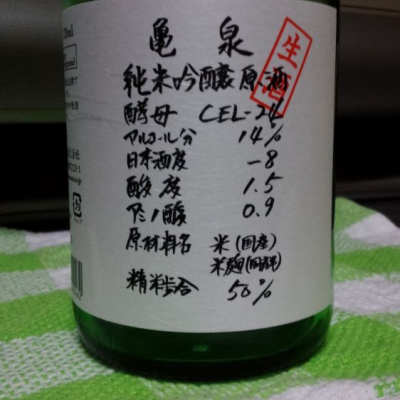 亀泉
生酒
純米吟醸原酒
酵母 CEL-24
アルコール分 14%
日本酒度 -8
酸度 1.5
アミノ酸 0.9
原材料名 米(国産)
米麹(国産米)
精米歩合 50%